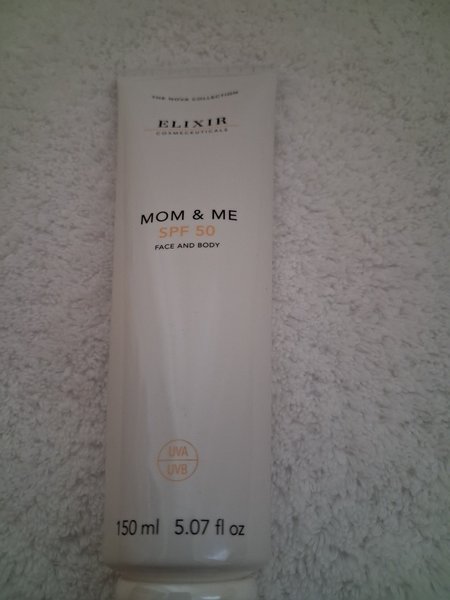 THE NOVA COLLECTION
ELIXIR
COSMECEUTICALS
MOM & ME
SPF 50
FACE AND BODY
UVA
UVB
150 ml 5.07 fl oz